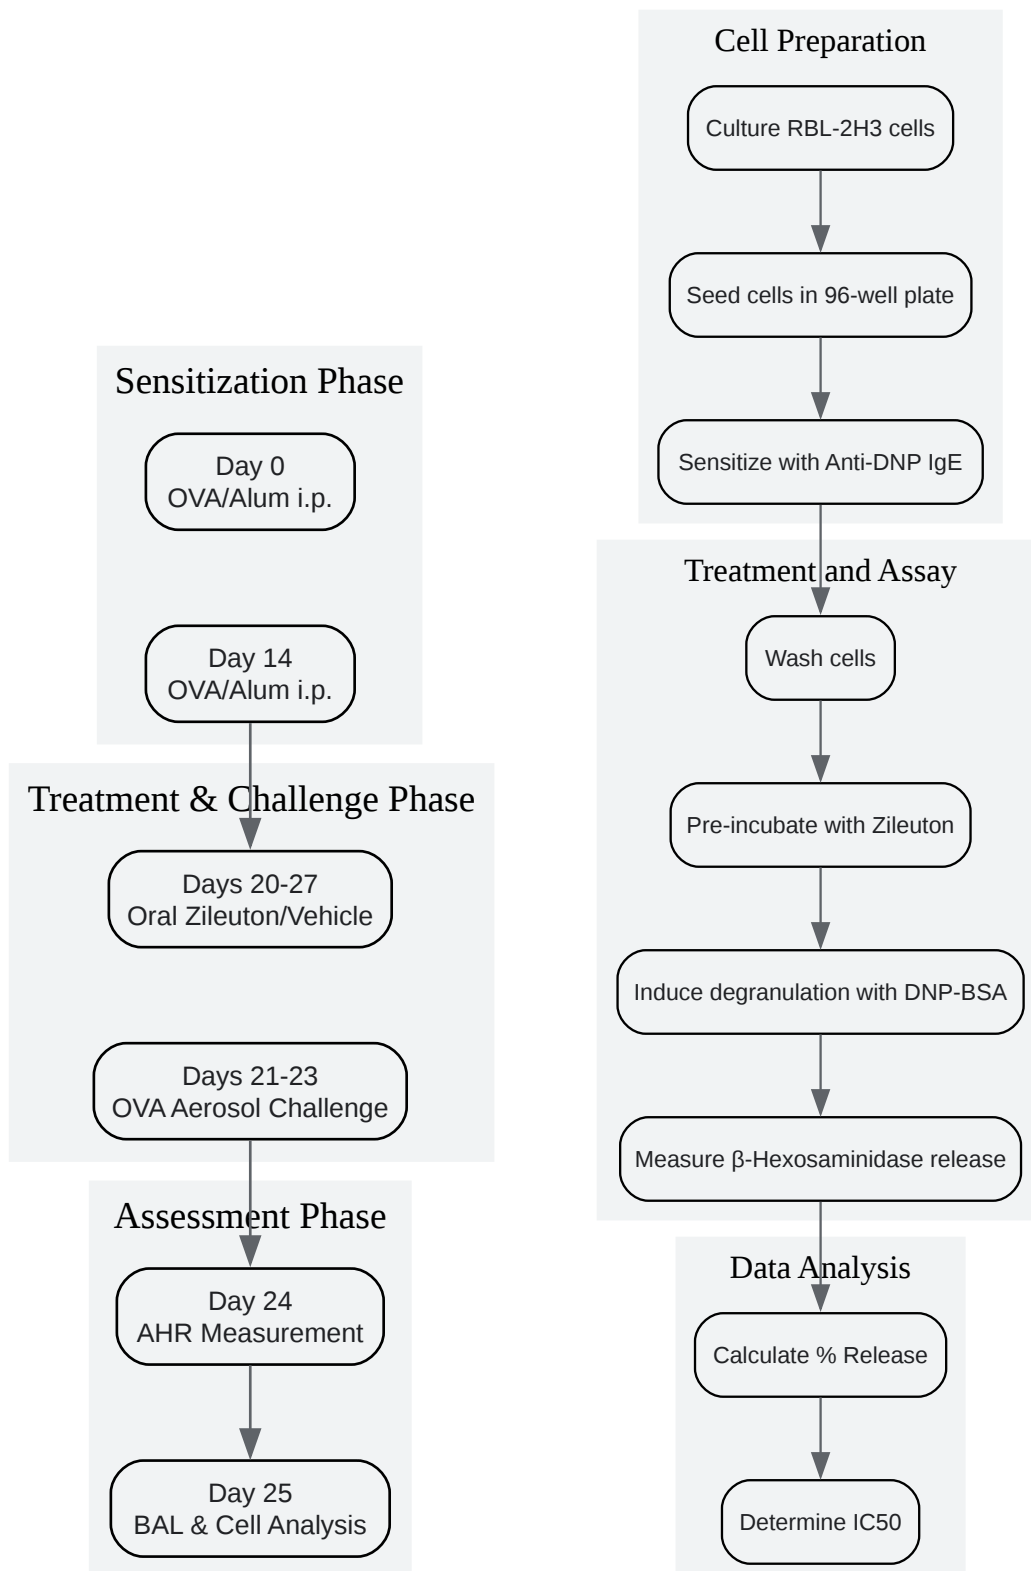 Sensitization Phase
Day 0
OVA/Alum i.p.
Day 14
OVA/Alum i.p.
Treatment & Challenge Phase
Days 20-27
Oral Zileuton/Vehicle
Days 21-23
OVA Aerosol Challenge
Assessment Phase
Day 24
AHR Measurement
Day 25
BAL & Cell Analysis
Cell Preparation
Culture RBL-2H3 cells
Seed cells in 96-well plate
Sensitize with Anti-DNP IgE
Treatment and Assay
Wash cells
Pre-incubate with Zileuton
Induce degranulation with DNP-BSA
Measure β-Hexosaminidase release
Data Analysis
Calculate % Release
Determine IC50